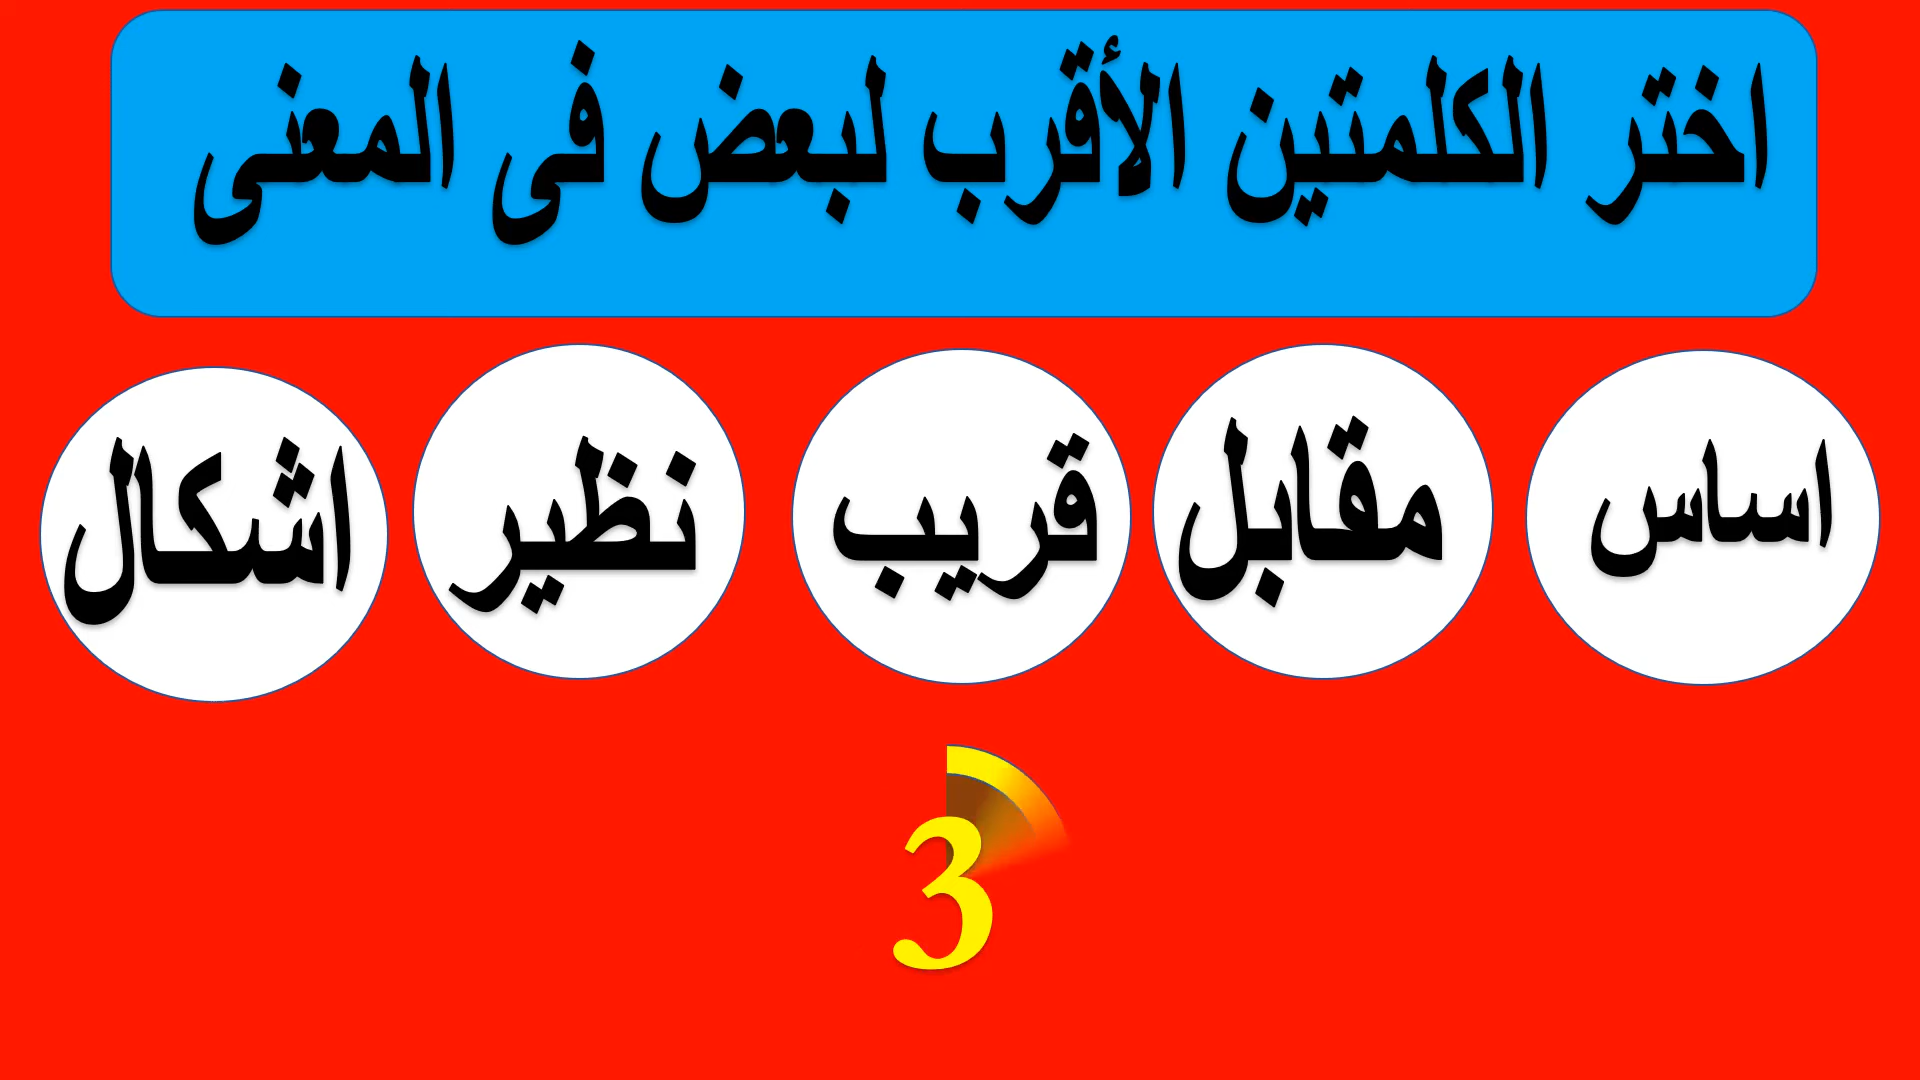 اختر الكلمتين الأقرب لبعض فى المعنى
اساس
مقابل
قريب
نظير
اشكال
3